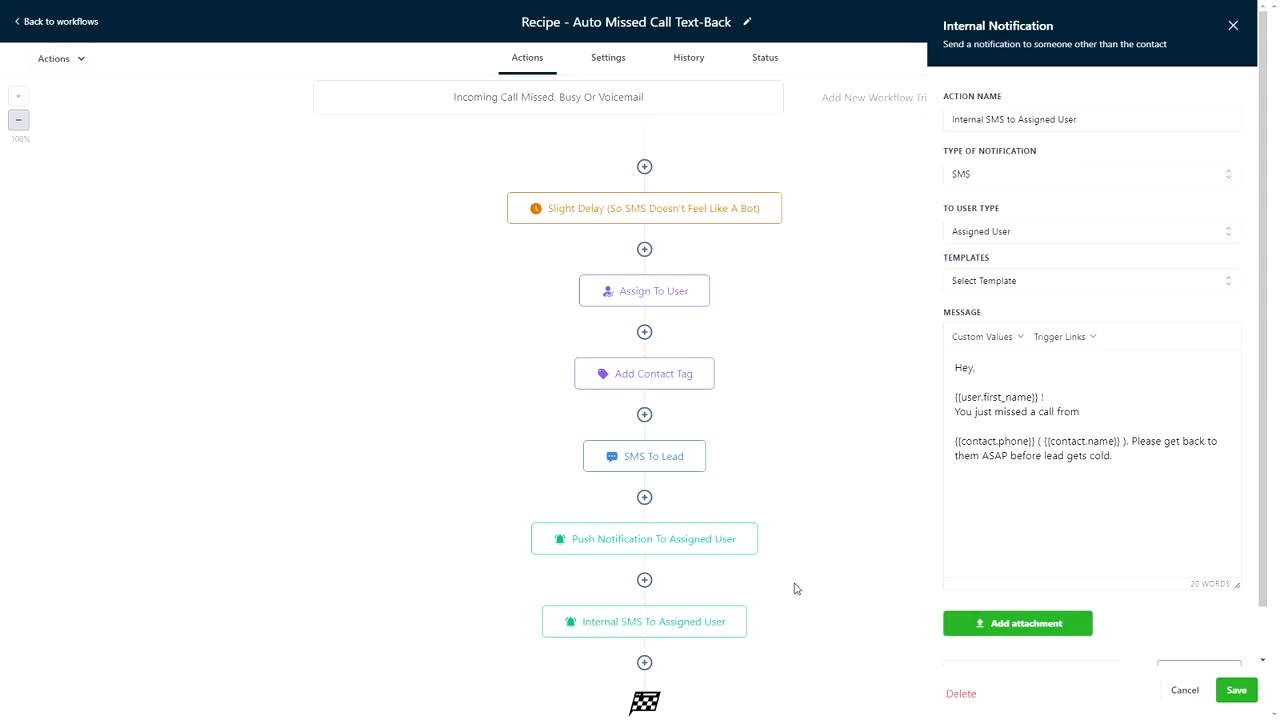 Back to workflows
Recipe - Auto Missed Call Text-Back
Actions
Actions
Settings
History
Status
100%
Incoming Call Missed, Busy Or Voicemail
Add New Workflow Tri
Slight Delay (So SMS Doesn't Feel Like A Bot)
Assign To User
Add Contact Tag
SMS To Lead
Push Notification To Assigned User
Internal SMS To Assigned User
Internal Notification
Send a notification to someone other than the contact
ACTION NAME
Internal SMS to Assigned User
TYPE OF NOTIFICATION
SMS
TO USER TYPE
Assigned User
TEMPLATES
Select Template
MESSAGE
Custom Values
Trigger Links
Hey,
{{user.first_name}} !
You just missed a call from
{{contact.phone}} ( {{contact.name}} ). Please get back to
them ASAP before lead gets cold.
20 WORDS
Add attachment
Delete
Cancel
Save